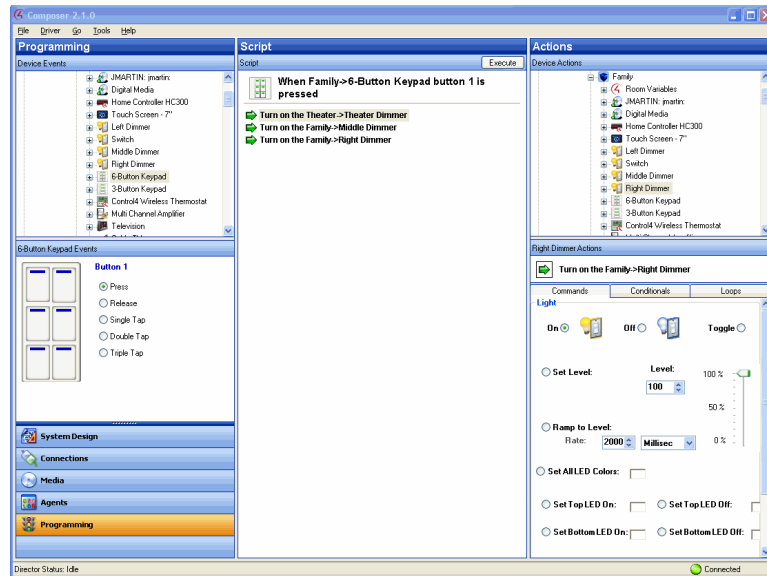 Composer 2.1.0
File Driver Go Tools Help
Programming
Device Events
JMARTIN: jmartin:
Digital Media
Home Controller HC300
Touch Screen - 7"
Left Dimmer
Switch
Middle Dimmer
Right Dimmer
6-Button Keypad
3-Button Keypad
Control4 Wireless Thermostat
Multi Channel Amplifier
Television
6-Button Keypad Events
Button 1
Press
Release
Single Tap
Double Tap
Triple Tap
System Design
Connections
Media
Agents
Programming
Script
Script Execute
When Family->6-Button Keypad button 1 is
pressed
Turn on the Theater->Theater Dimmer
Turn on the Family->Middle Dimmer
Turn on the Family->Right Dimmer
Actions
Device Actions
Family
Room Variables
JMARTIN: jmartin:
Digital Media
Home Controller HC300
Touch Screen - 7"
Left Dimmer
Switch
Middle Dimmer
Right Dimmer
6-Button Keypad
3-Button Keypad
Control4 Wireless Thermostat
Right Dimmer Actions
Turn on the Family->Right Dimmer
Commands Conditionals Loops
Light
On Off Toggle
Set Level: Level: 100 %
100
50 %
Ramp to Level:
Rate: 2000 Millisec 0 %
Set All LED Colors:
Set Top LED On: Set Top LED Off:
Set Bottom LED On: Set Bottom LED Off:
Director Status: Idle Connected